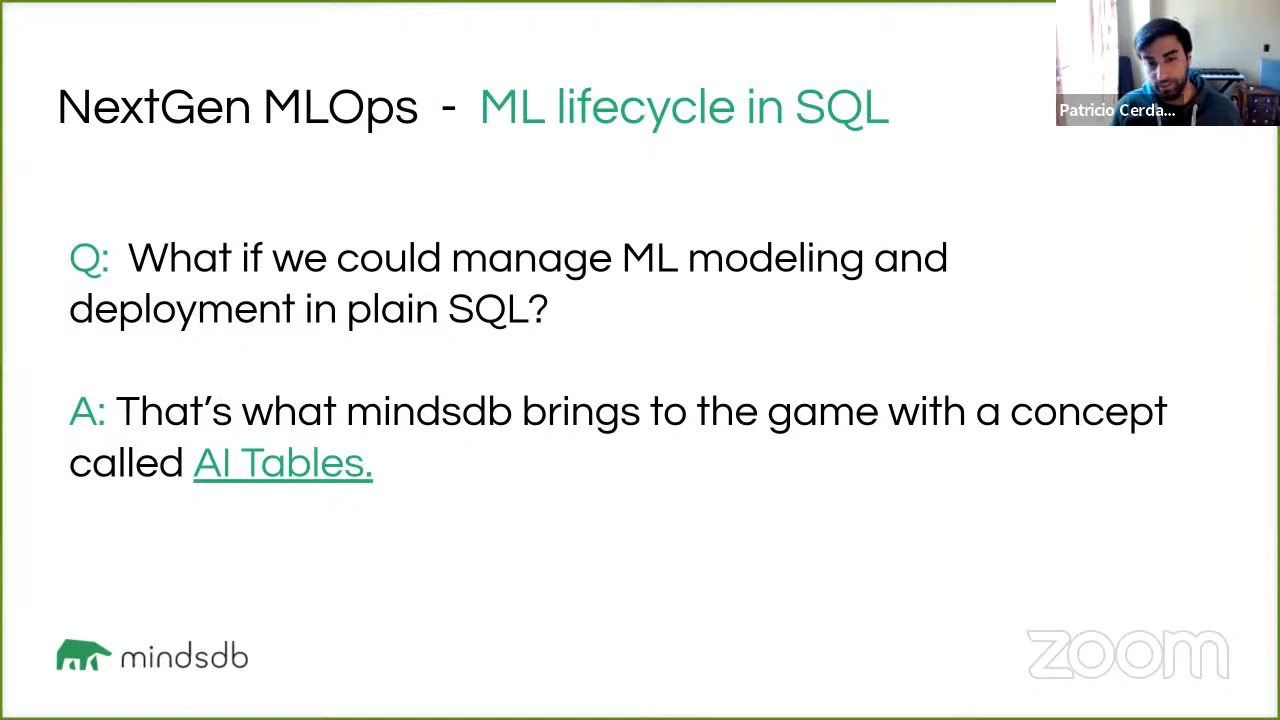 NextGen MLOps - ML lifecycle in SQL
Patricio Cerda...
Q: What if we could manage ML modeling and
deployment in plain SQL?
A: That's what mindsdb brings to the game with a concept
called AI Tables.
mindsdb
zoom